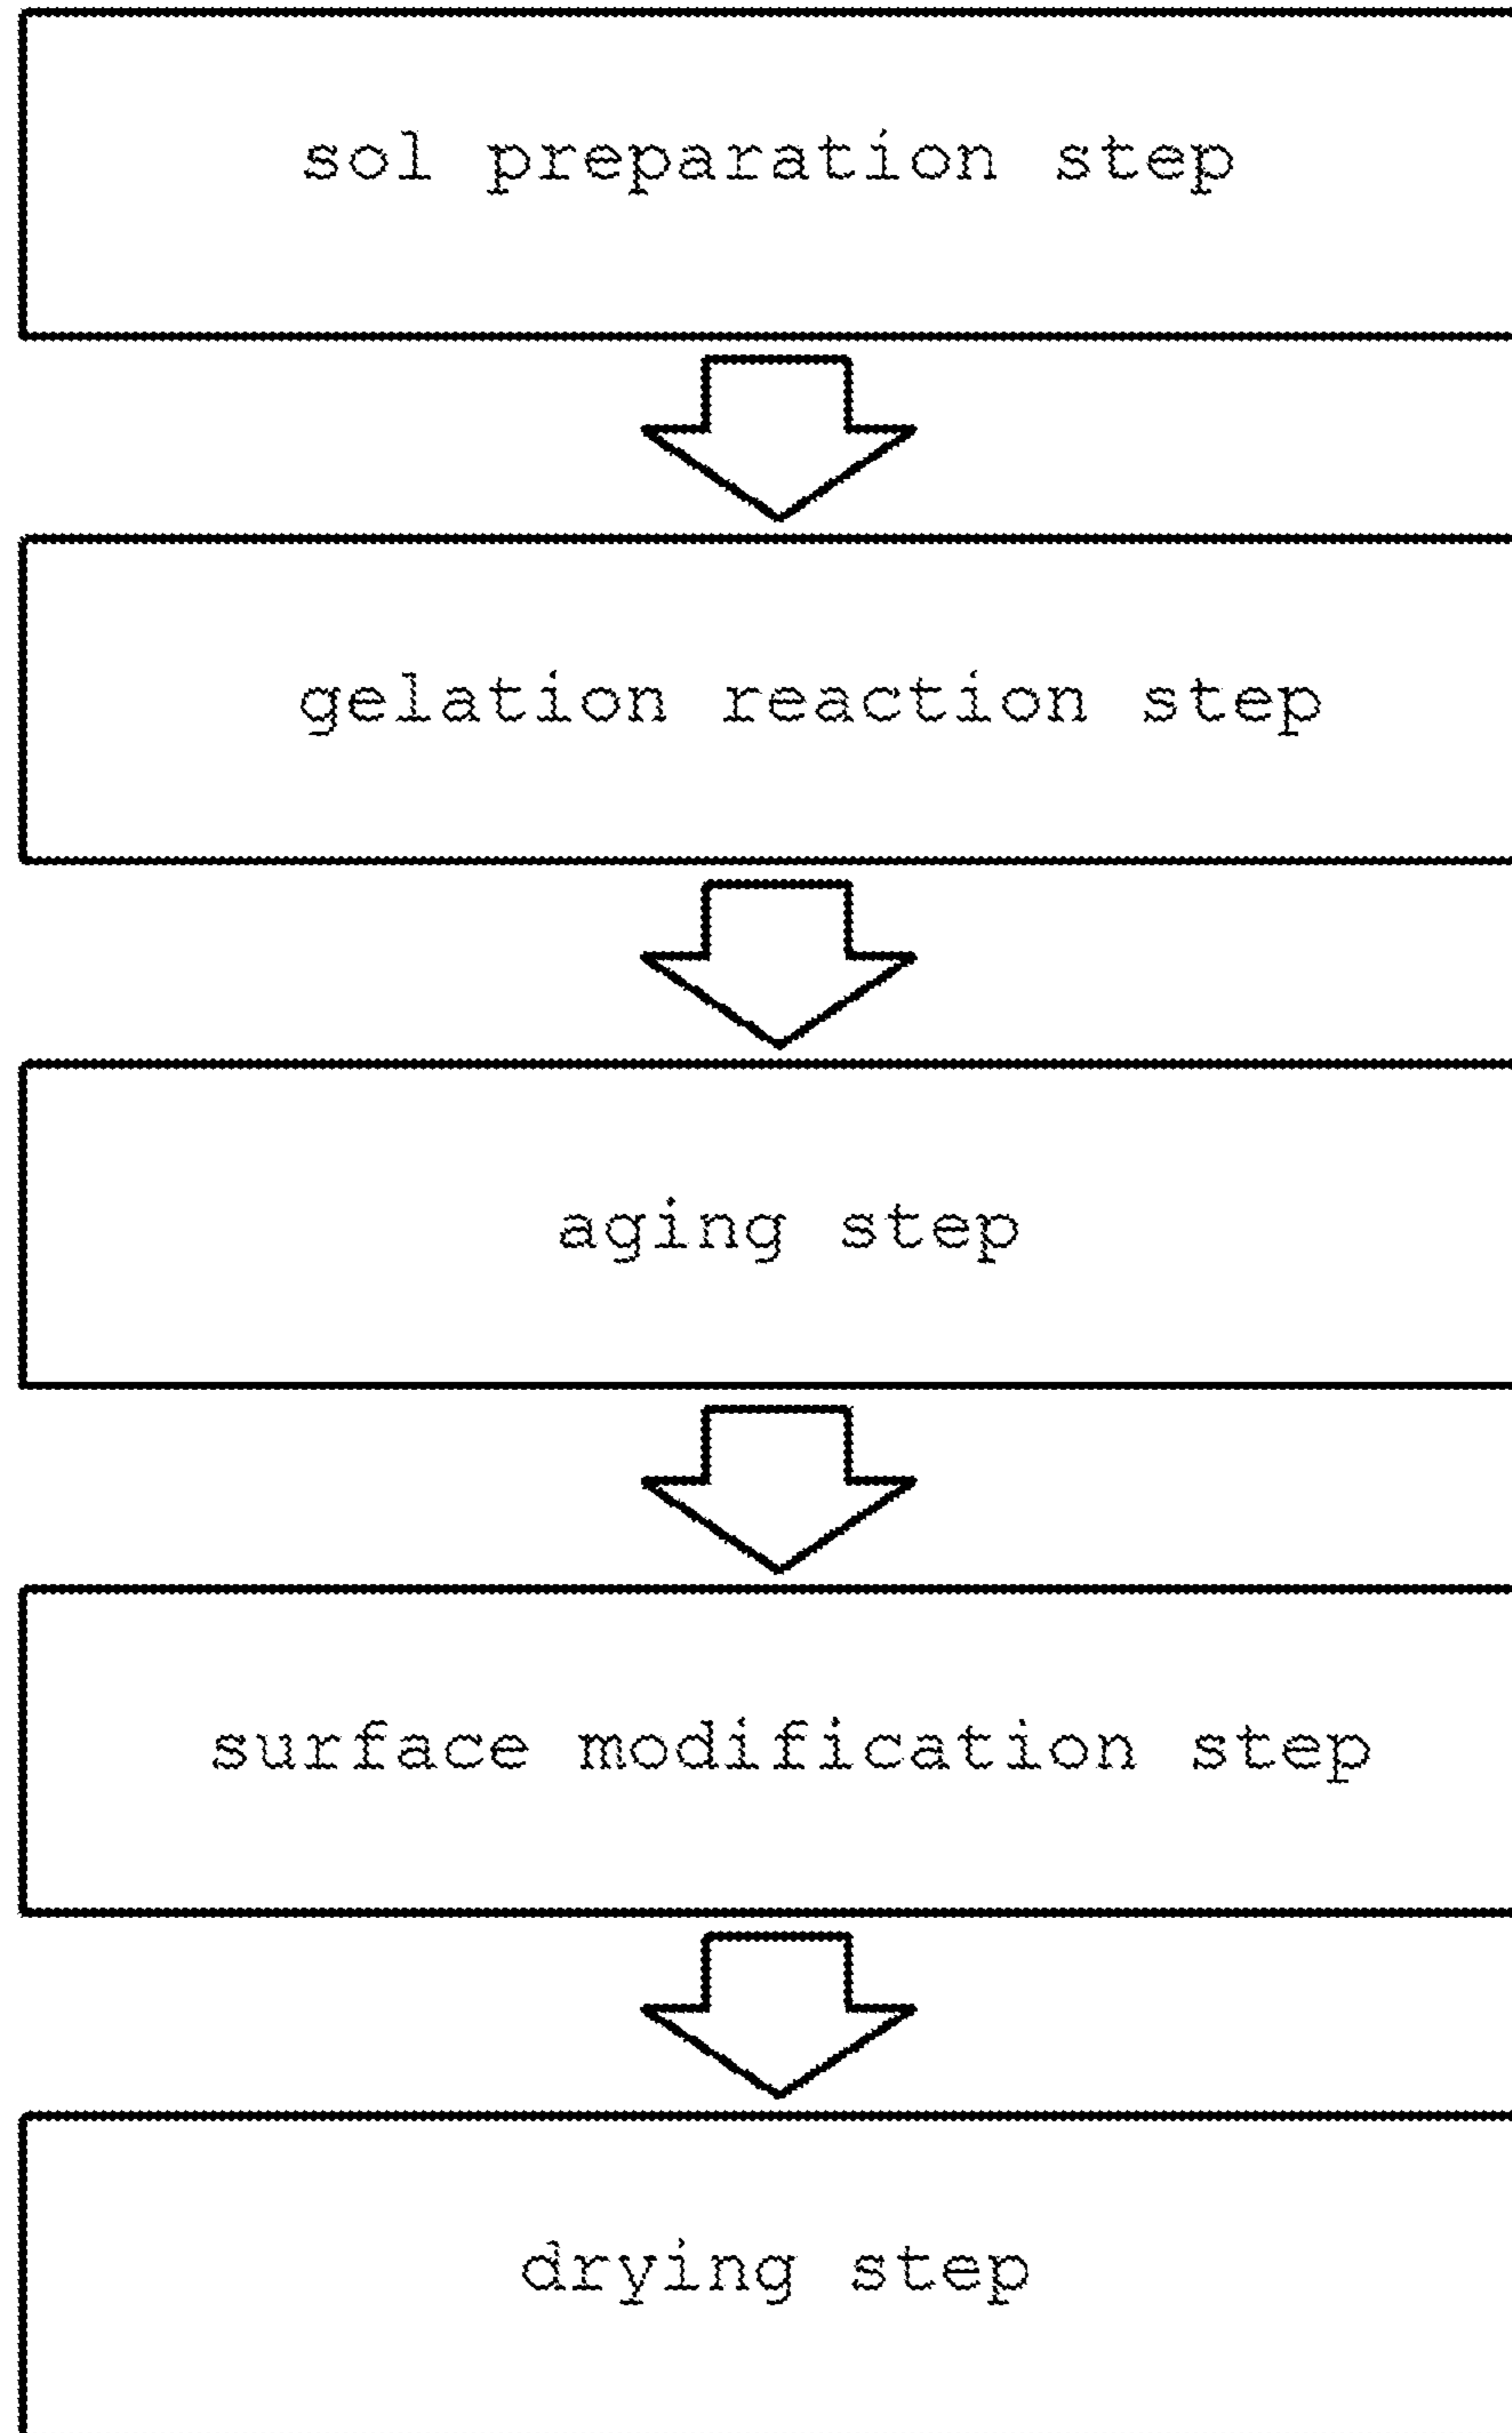 sol preparation step
gelation reaction step
aging step
surface modification step
drying step